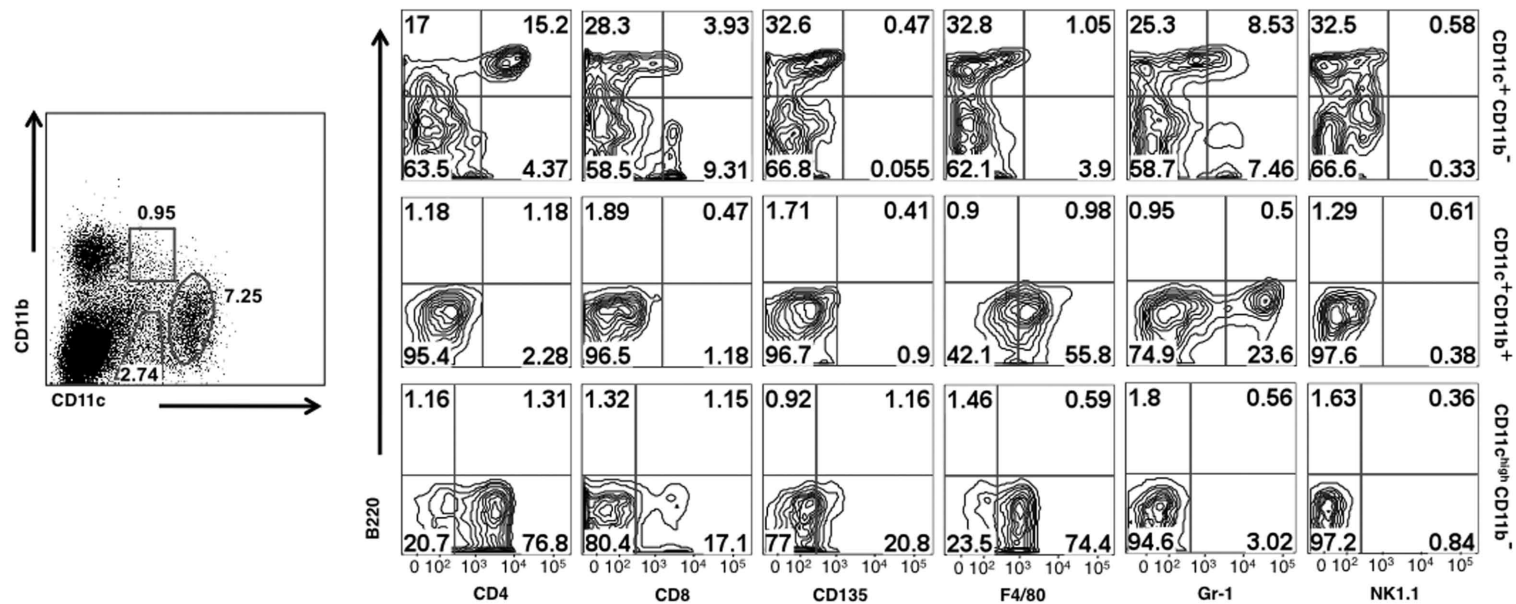 17 15.2 28.3 3.93 32.6 0.47 32.8 1.05 25.3 8.53 32.5 0.58
63.5 4.37 58.5 9.31 66.8 0.055 62.1 3.9 58.7 7.46 66.6 0.33
CD11c⁺ CD11b⁻
CD11b
0.95
7.25
2.74
CD11c
B220
1.18 1.18 1.89 0.47 1.71 0.41 0.9 0.98 0.95 0.5 1.29 0.61
95.4 2.28 96.5 1.18 96.7 0.9 42.1 55.8 74.9 23.6 97.6 0.38
CD11c⁺CD11b⁺
1.16 1.31 1.32 1.15 0.92 1.16 1.46 0.59 1.8 0.56 1.63 0.36
20.7 76.8 80.4 17.1 77 20.8 23.5 74.4 94.6 3.02 97.2 0.84
CD11cʰⁱᵍʰ CD11b⁻
0 10² 10³ 10⁴ 10⁵ 0 10² 10³ 10⁴ 10⁵ 0 10² 10³ 10⁴ 10⁵ 0 10² 10³ 10⁴ 10⁵ 0 10² 10³ 10⁴ 10⁵ 0 10² 10³ 10⁴ 10⁵
CD4 CD8 CD135 F4/80 Gr-1 NK1.1